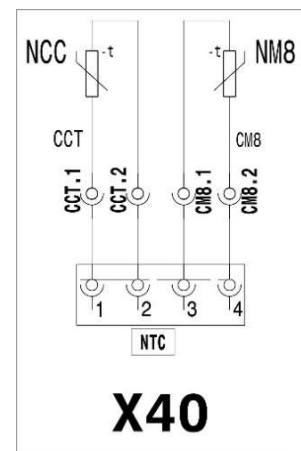 NCC -t -t NM8
CCT CM8
CCT.1 CCT.2 CM8.1 CM8.2
1 2 3 4
NTC
X40